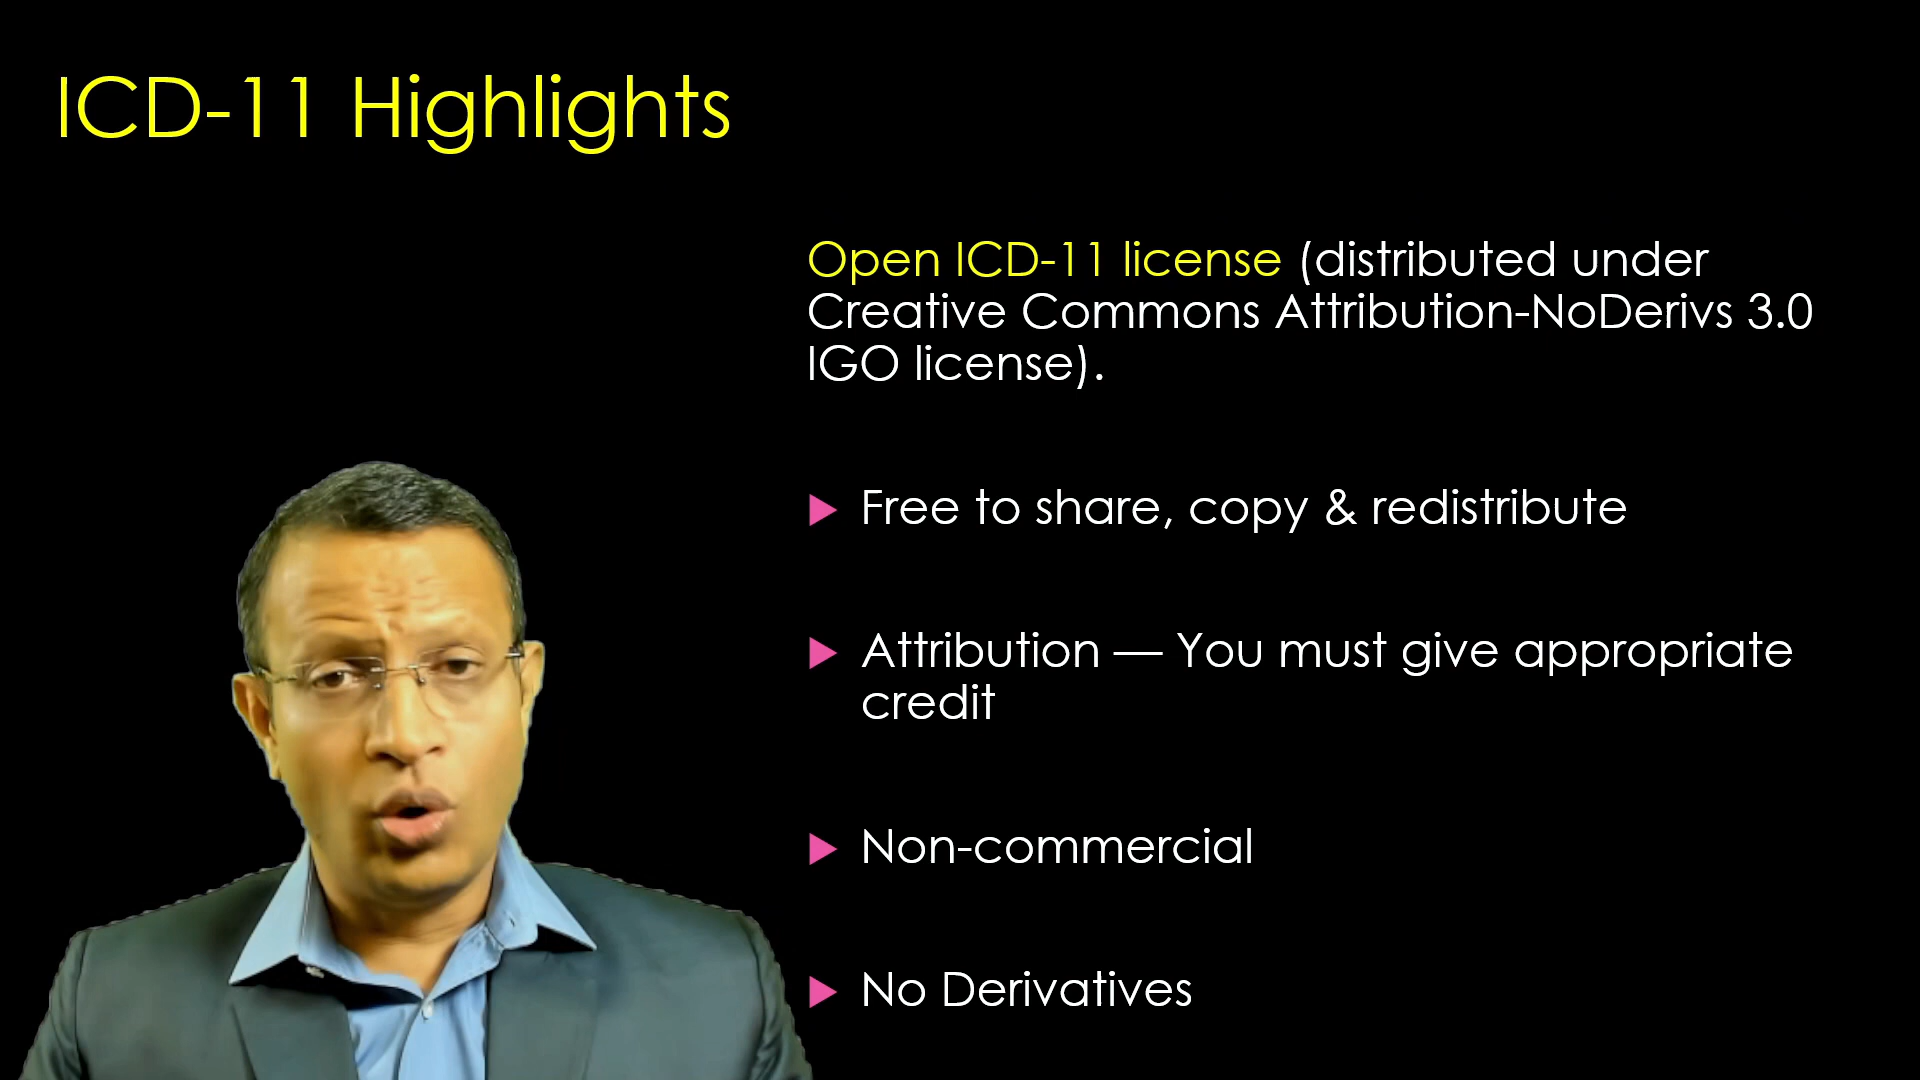 ICD-11 Highlights
Open ICD-11 license (distributed under
Creative Commons Attribution-NoDerivs 3.0
IGO license).
Free to share, copy & redistribute
Attribution — You must give appropriate
credit
Non-commercial
No Derivatives